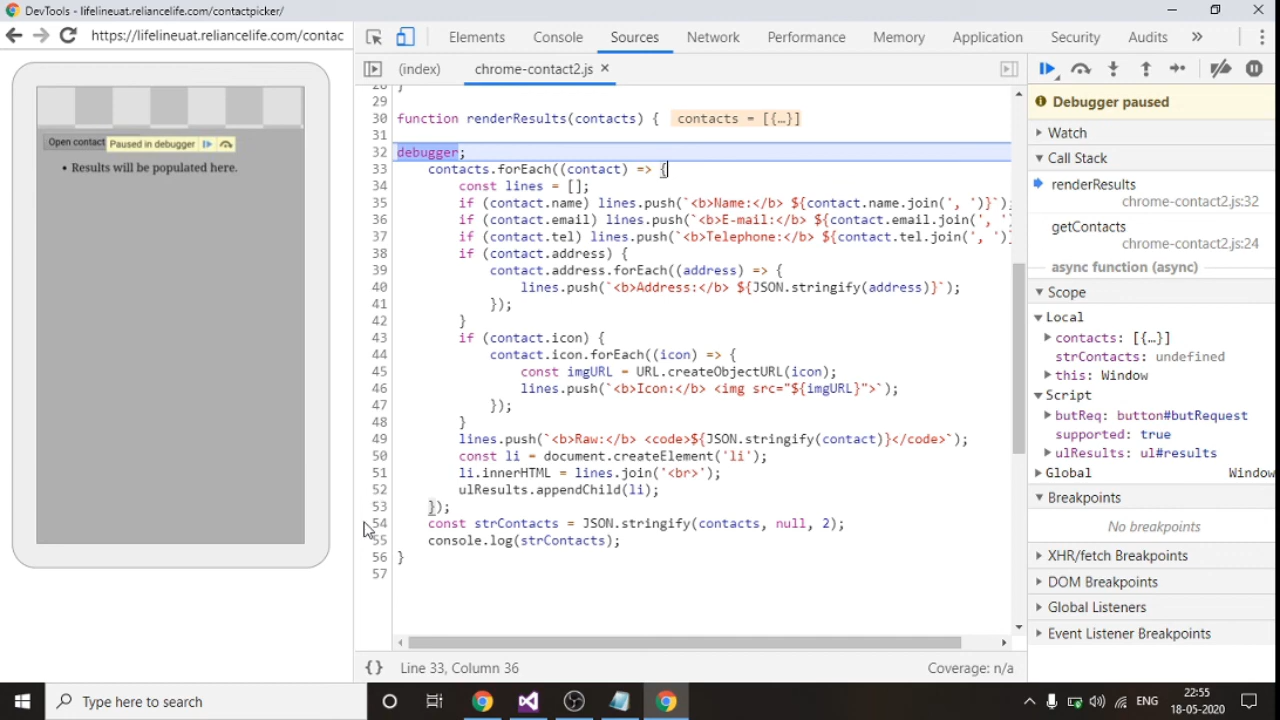 DevTools - lifelineuat.reliancelife.com/contactpicker/
https://lifelineuat.reliancelife.com/contac
Elements Console Sources Network Performance Memory Application Security Audits »
(index) chrome-contact2.js ×
Open contact Paused in debugger
• Results will be populated here.
28 }
29
30 function renderResults(contacts) { contacts = [{…}]
31
32 debugger;
33 contacts.forEach((contact) => {
34 const lines = [];
35 if (contact.name) lines.push(`<b>Name:</b> ${contact.name.join(', ')}`);
36 if (contact.email) lines.push(`<b>E-mail:</b> ${contact.email.join(', ')
37 if (contact.tel) lines.push(`<b>Telephone:</b> ${contact.tel.join(', ')}
38 if (contact.address) {
39 contact.address.forEach((address) => {
40 lines.push(`<b>Address:</b> ${JSON.stringify(address)}`);
41 });
42 }
43 if (contact.icon) {
44 contact.icon.forEach((icon) => {
45 const imgURL = URL.createObjectURL(icon);
46 lines.push(`<b>Icon:</b> <img src="${imgURL}">`);
47 });
48 }
49 lines.push(`<b>Raw:</b> <code>${JSON.stringify(contact)}</code>`);
50 const li = document.createElement('li');
51 li.innerHTML = lines.join('<br>');
52 ulResults.appendChild(li);
53 });
54 const strContacts = JSON.stringify(contacts, null, 2);
55 console.log(strContacts);
56 }
57
{ } Line 33, Column 36 Coverage: n/a
Debugger paused
Watch
Call Stack
renderResults
chrome-contact2.js:32
getContacts
chrome-contact2.js:24
async function (async)
Scope
Local
contacts: [{…}]
strContacts: undefined
this: Window
Script
butReq: button#butRequest
supported: true
ulResults: ul#results
Global Window
Breakpoints
No breakpoints
XHR/fetch Breakpoints
DOM Breakpoints
Global Listeners
Event Listener Breakpoints
Type here to search
ENG
22:55
18-05-2020